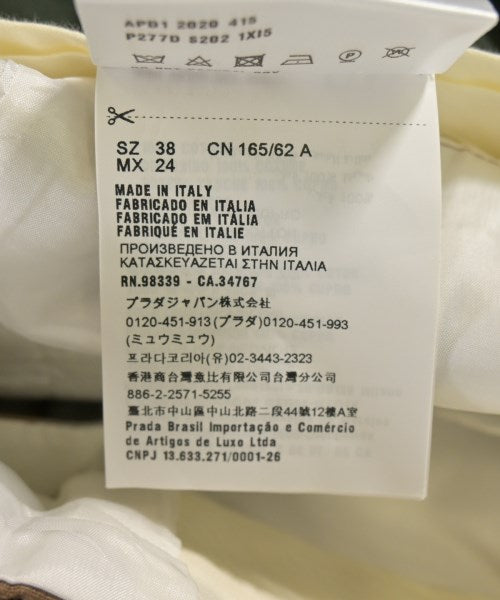 APD1 2020 415
P277D S202 1XI5
SZ 38 CN 165/62 A
MX 24
MADE IN ITALY
FABRICADO EN ITALIA
FABRICADO EM ITÁLIA
FABRIQUÉ EN ITALIE
ПРОИЗВЕДЕНО В ИТАЛИЯ
ΚΑΤΑΣΚΕΥΑΖΕΤΑΙ ΣΤΗΝ ΙΤΑΛΙΑ
RN.98339 - CA.34767
プラダジャパン株式会社
0120-451-913 (プラダ) 0120-451-993
(ミュウミュウ)
프라다코리아(유)02-3443-2323
香港商台灣意比有限公司台灣分公司
886-2-2571-5255
臺北市中山區中山北路二段44號12樓A室
Prada Brasil Importação e Comércio
de Artigos de Luxo Ltda
CNPJ 13.633.271/0001-26